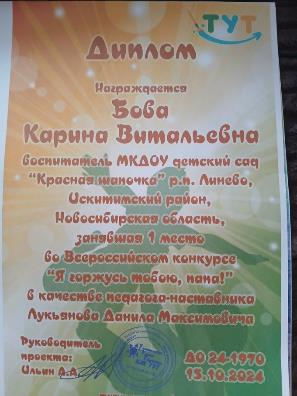 ТУТ
Диплом
Награждается
Бова
Карина Витальевна
воспитатель МКДОУ детский сад
"Красная шапочка" р.п. Линево,
Искитимский район,
Новосибирская область,
занявшая 1 место
во Всероссийском конкурсе
"Я горжусь тобою, папа!"
в качестве педагога-наставника
Лукьянова Данила Максимовича
Руководитель
проекта:
Ильин А.А.
ДО 24-1970
15.10.2024